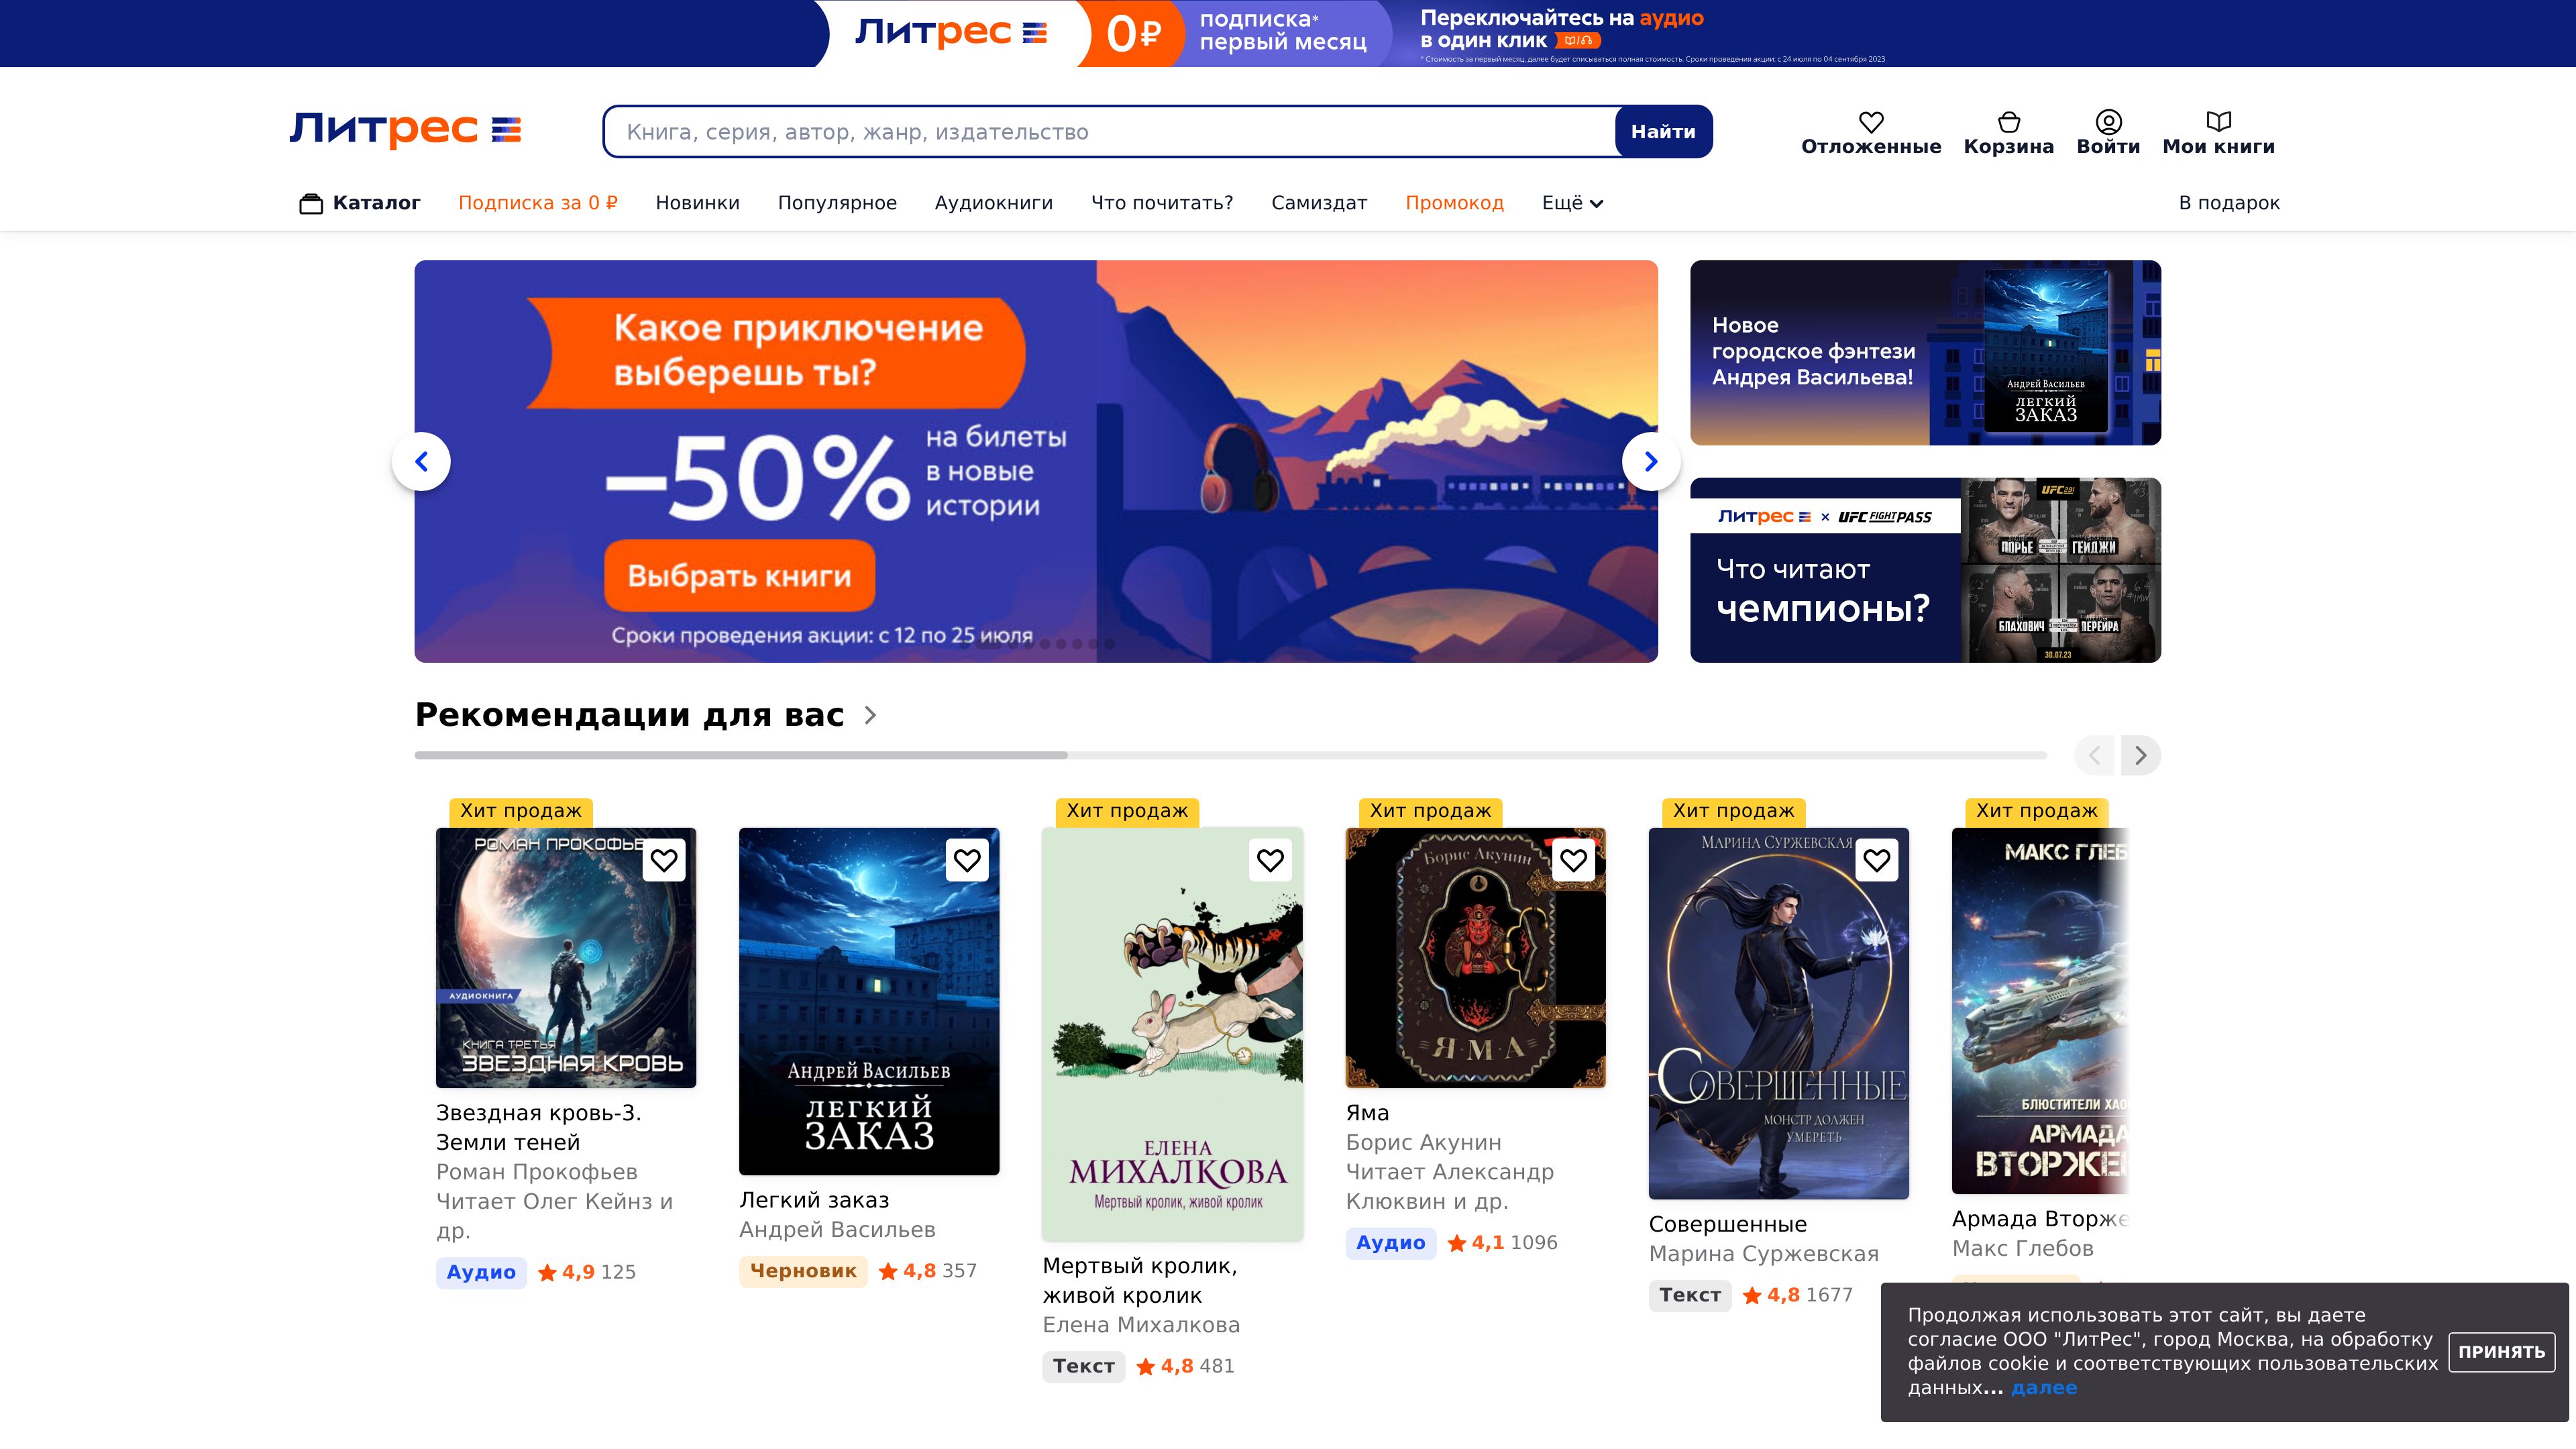 Литрес
0 ₽
подписка*
первый месяц
Переключайтесь на аудио
в один клик
* Стоимость за первый месяц, далее будет списываться полная стоимость. Сроки проведения акции: с 24 июля по 04 сентября 2023
Литрес
Книга, серия, автор, жанр, издательство
Найти
Отложенные
Корзина
Войти
Мои книги
Каталог
Подписка за 0 ₽
Новинки
Популярное
Аудиокниги
Что почитать?
Самиздат
Промокод
Ещё
В подарок
Какое приключение
выберешь ты?
–50%
на билеты
в новые
истории
Выбрать книги
Сроки проведения акции: с 12 по 25 июля
Новое
городское фэнтези
Андрея Васильева!
Андрей Васильев
ЛЕГКИЙ
ЗАКАЗ
Литрес × UFC FIGHT PASS
Что читают
чемпионы?
UFC 291
ПОРЬЕ
ГЕИДЖИ
БЛАХОВИЧ
ПЕРЕЙРА
30.07.23
Рекомендации для вас
Хит продаж
РОМАН ПРОКОФЬЕ
АУДИОКНИГА
КНИГА ТРЕТЬЯ
ЗВЕЗДНАЯ КРОВЬ
Звездная кровь-3.
Земли теней
Роман Прокофьев
Читает Олег Кейнз и
др.
Аудио
4,9 125
Андрей Васильев
ЛЕГКИЙ
ЗАКАЗ
Легкий заказ
Андрей Васильев
Черновик
4,8 357
Хит продаж
ЕЛЕНА
МИХАЛКОВА
Мертвый кролик, живой кролик
Мертвый кролик,
живой кролик
Елена Михалкова
Текст
4,8 481
Хит продаж
Борис Акунин
ЯМА
Яма
Борис Акунин
Читает Александр
Клюквин и др.
Аудио
4,1 1096
Хит продаж
Марина Суржевская
СОВЕРШЕННЫЕ
МОНСТР ДОЛЖЕН
УМЕРЕТЬ
Совершенные
Марина Суржевская
Текст
4,8 1677
Хит продаж
МАКС ГЛЕБ
БЛЮСТИТЕЛИ ХАО
АРМАДА
ВТОРЖЕ
Армада Вторже
Макс Глебов
Продолжая использовать этот сайт, вы даете
согласие ООО "ЛитРес", город Москва, на обработку
файлов cookie и соответствующих пользовательских
данных... далее
ПРИНЯТЬ